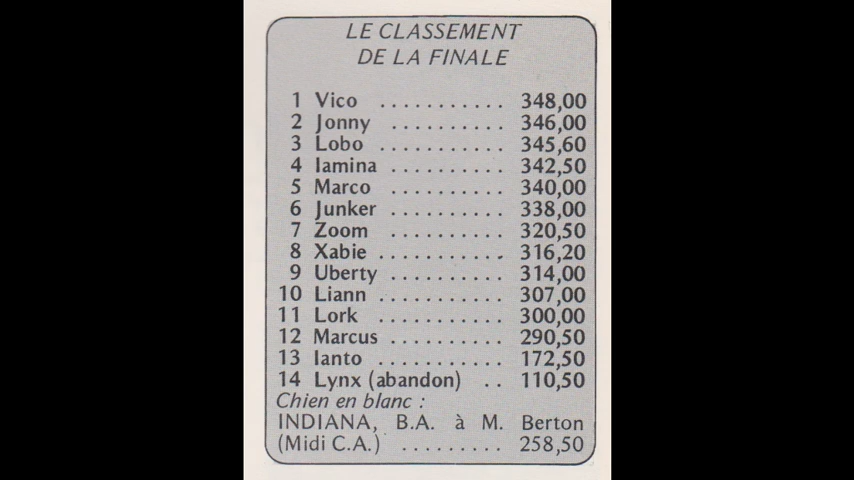 LE CLASSEMENT
DE LA FINALE
1 Vico ........... 348,00
2 Jonny .......... 346,00
3 Lobo ........... 345,60
4 Iamina ......... 342,50
5 Marco .......... 340,00
6 Junker ......... 338,00
7 Zoom .......... 320,50
8 Xabie ........... 316,20
9 Uberty ......... 314,00
10 Liann ........... 307,00
11 Lork ........... 300,00
12 Marcus ......... 290,50
13 Ianto ........... 172,50
14 Lynx (abandon) .. 110,50
Chien en blanc :
INDIANA, B.A. à M. Berton
(Midi C.A.) ......... 258,50